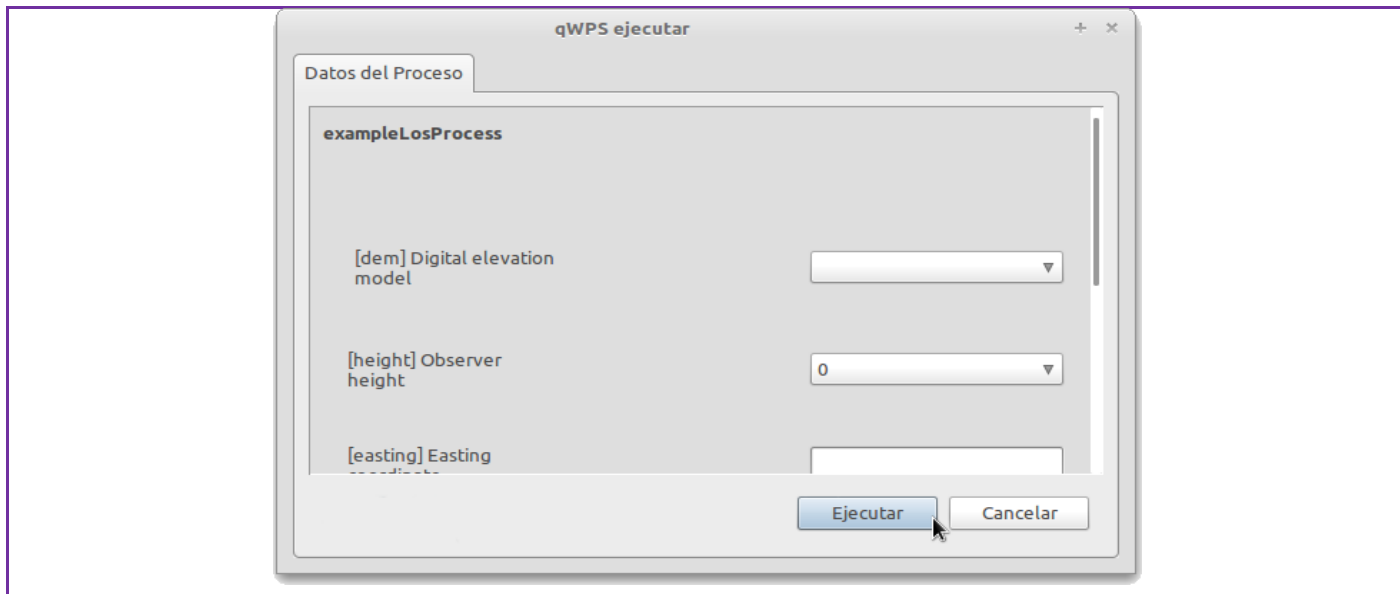 qWPS ejecutar
Datos del Proceso
exampleLosProcess
[dem] Digital elevation
model
[height] Observer
height
0
[easting] Easting
Ejecutar
Cancelar